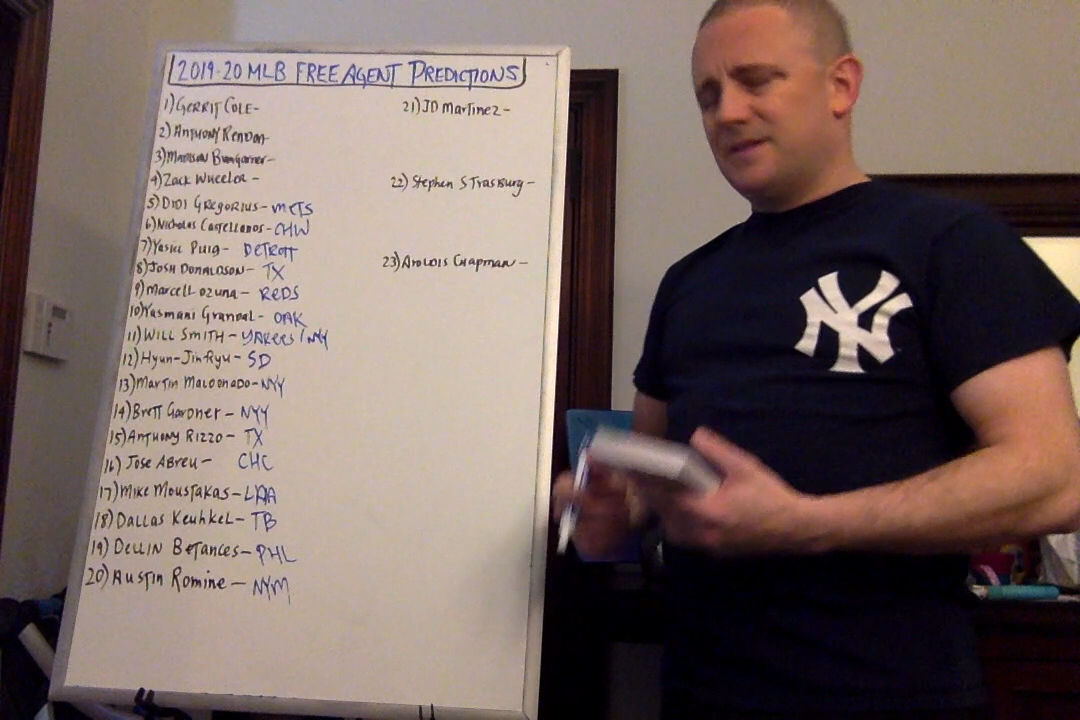 2019-20 MLB FREE AGENT PREDICTIONS
1) GERRIT COLE-
2) ANTHONY RENDON-
3) MADISON BUMGARNER-
4) ZACK WHEELER -
5) DIDI GREGORIUS - METS
6) Nicholas Castellanos - CHW
7) Yasiel Puig - DETROIT
8) JOSH DONALDSON - TX
9) MARCELL OZUNA - REDS
10) Yasmani Grandal - OAK
11) WILL SMITH - YANKEES / NY
12) Hyun-Jin Ryu - SD
13) MARTIN MALDONADO - NYY
14) BRETT GARDNER - NYY
15) ANTHONY RIZZO - TX
16) JOSE ABREU - CHC
17) MIKE MOUSTAKAS - LAA
18) DALLAS KEUHKEL - TB
19) DELLIN BETANCES - PHL
20) AUSTIN ROMINE - NYM
21) JD MARTINEZ -
22) Stephen STRASBURG -
23) AROLDIS CHAPMAN -
NY